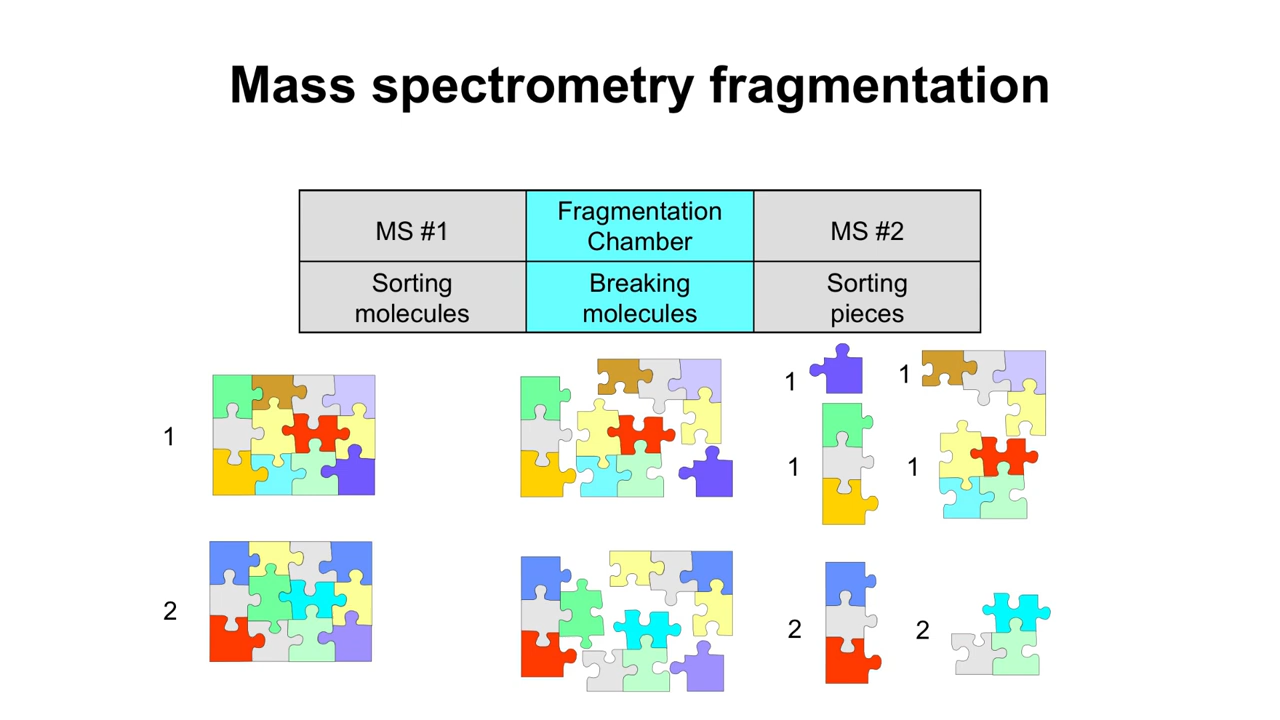 Mass spectrometry fragmentation
MS #1
Fragmentation
Chamber
MS #2
Sorting
molecules
Breaking
molecules
Sorting
pieces
1
1
1
1
1
2
2
2